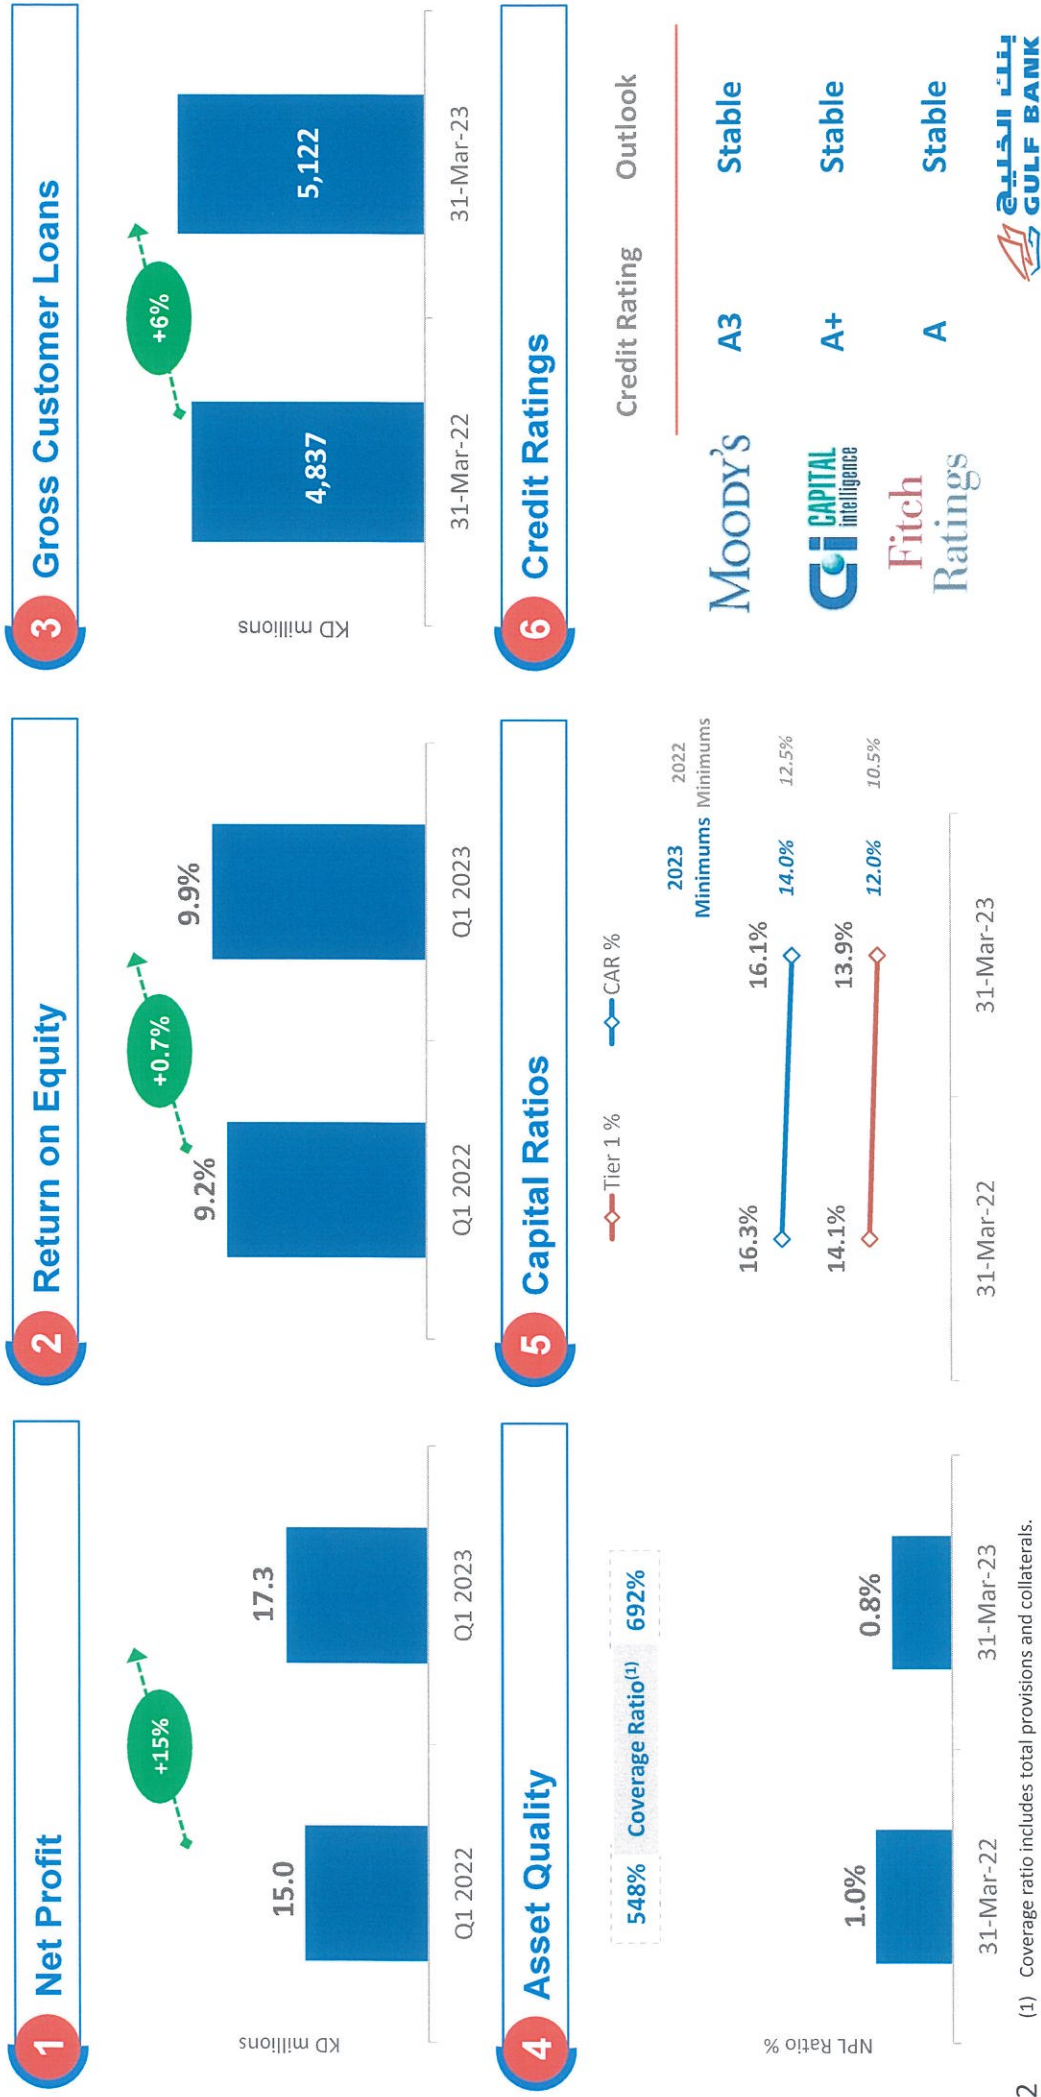 1 Net Profit
KD millions
+15%
15.0
17.3
Q1 2022
Q1 2023
2 Return on Equity
+0.7%
9.2%
9.9%
Q1 2022
Q1 2023
3 Gross Customer Loans
KD millions
+6%
4,837
5,122
31-Mar-22
31-Mar-23
4 Asset Quality
548% Coverage Ratio(1) 692%
NPL Ratio %
1.0%
0.8%
31-Mar-22
31-Mar-23
5 Capital Ratios
Tier 1 % CAR %
2023 Minimums
2022 Minimums
16.3% 16.1% 14.0% 12.5%
14.1% 13.9% 12.0% 10.5%
31-Mar-22
31-Mar-23
6 Credit Ratings
Credit Rating Outlook
MOODY'S A3 Stable
CI CAPITAL intelligence A+ Stable
Fitch Ratings A Stable
(1) Coverage ratio includes total provisions and collaterals.
2
بنك الخليج
GULF BANK